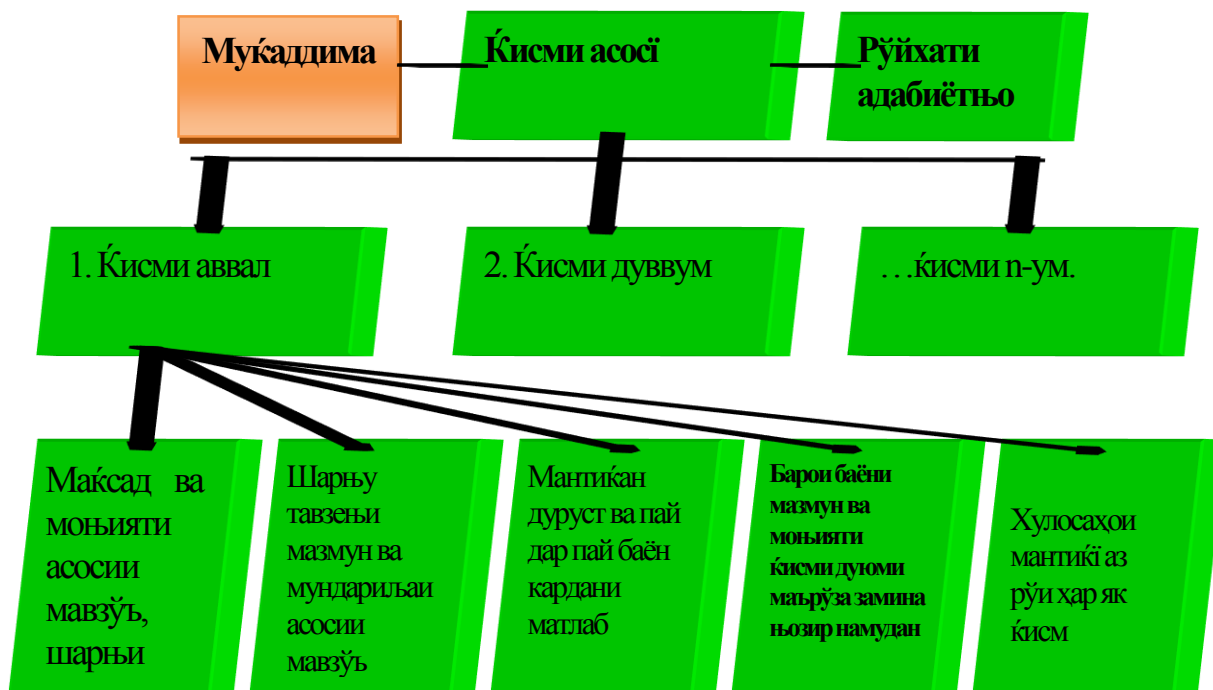 Муќаддима
Ќисми асосї
Рўйхати
адабиётњо
1. Ќисми аввал
2. Ќисми дуввум
…ќисми n-ум.
Маќсад ва
моњияти
асосии
мавзўъ,
шарњи
Шарњу
тавзењи
мазмун ва
мундариљаи
асосии
мавзўъ
Мантиќан
дуруст ва пай
дар пай баён
кардани
матлаб
Барои баёни
мазмун ва
моњияти
ќисми дуюми
маърўза замина
њозир намудан
Хулосаҳои
мантиќї аз
рўи ҳар як
ќисм